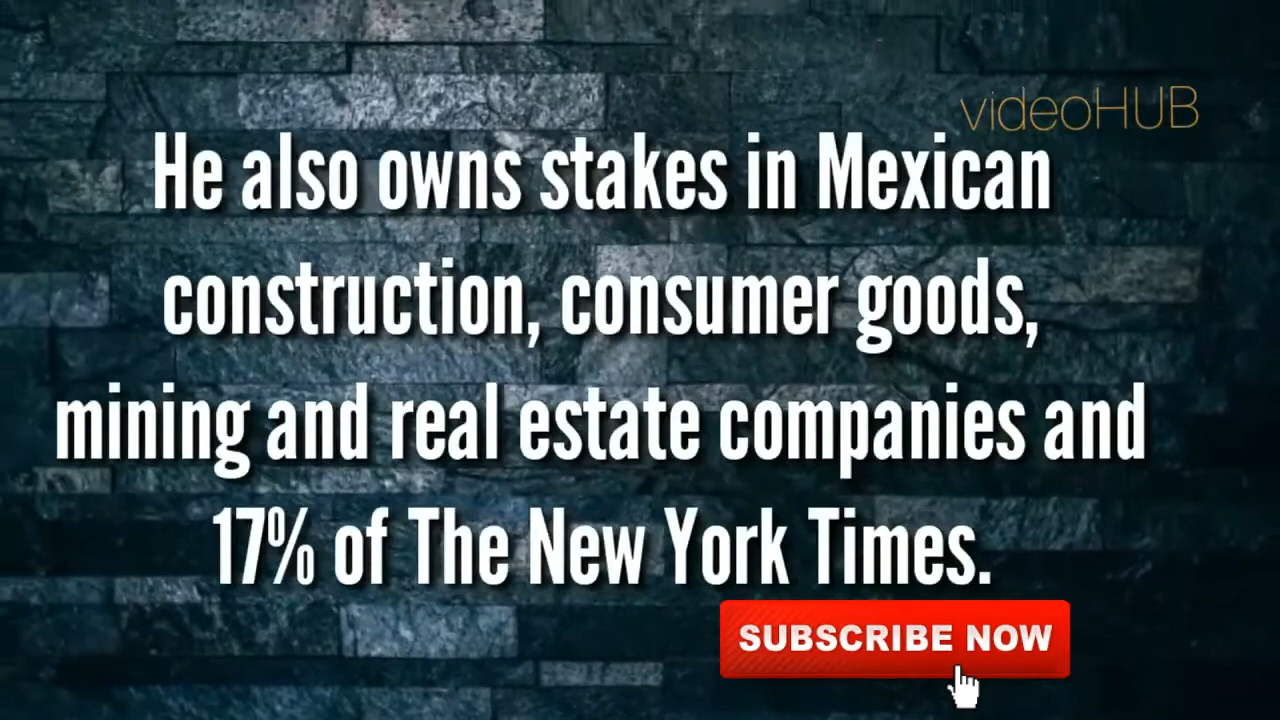 videoHUB
He also owns stakes in Mexican
construction, consumer goods,
mining and real estate companies and
17% of The New York Times.
SUBSCRIBE NOW